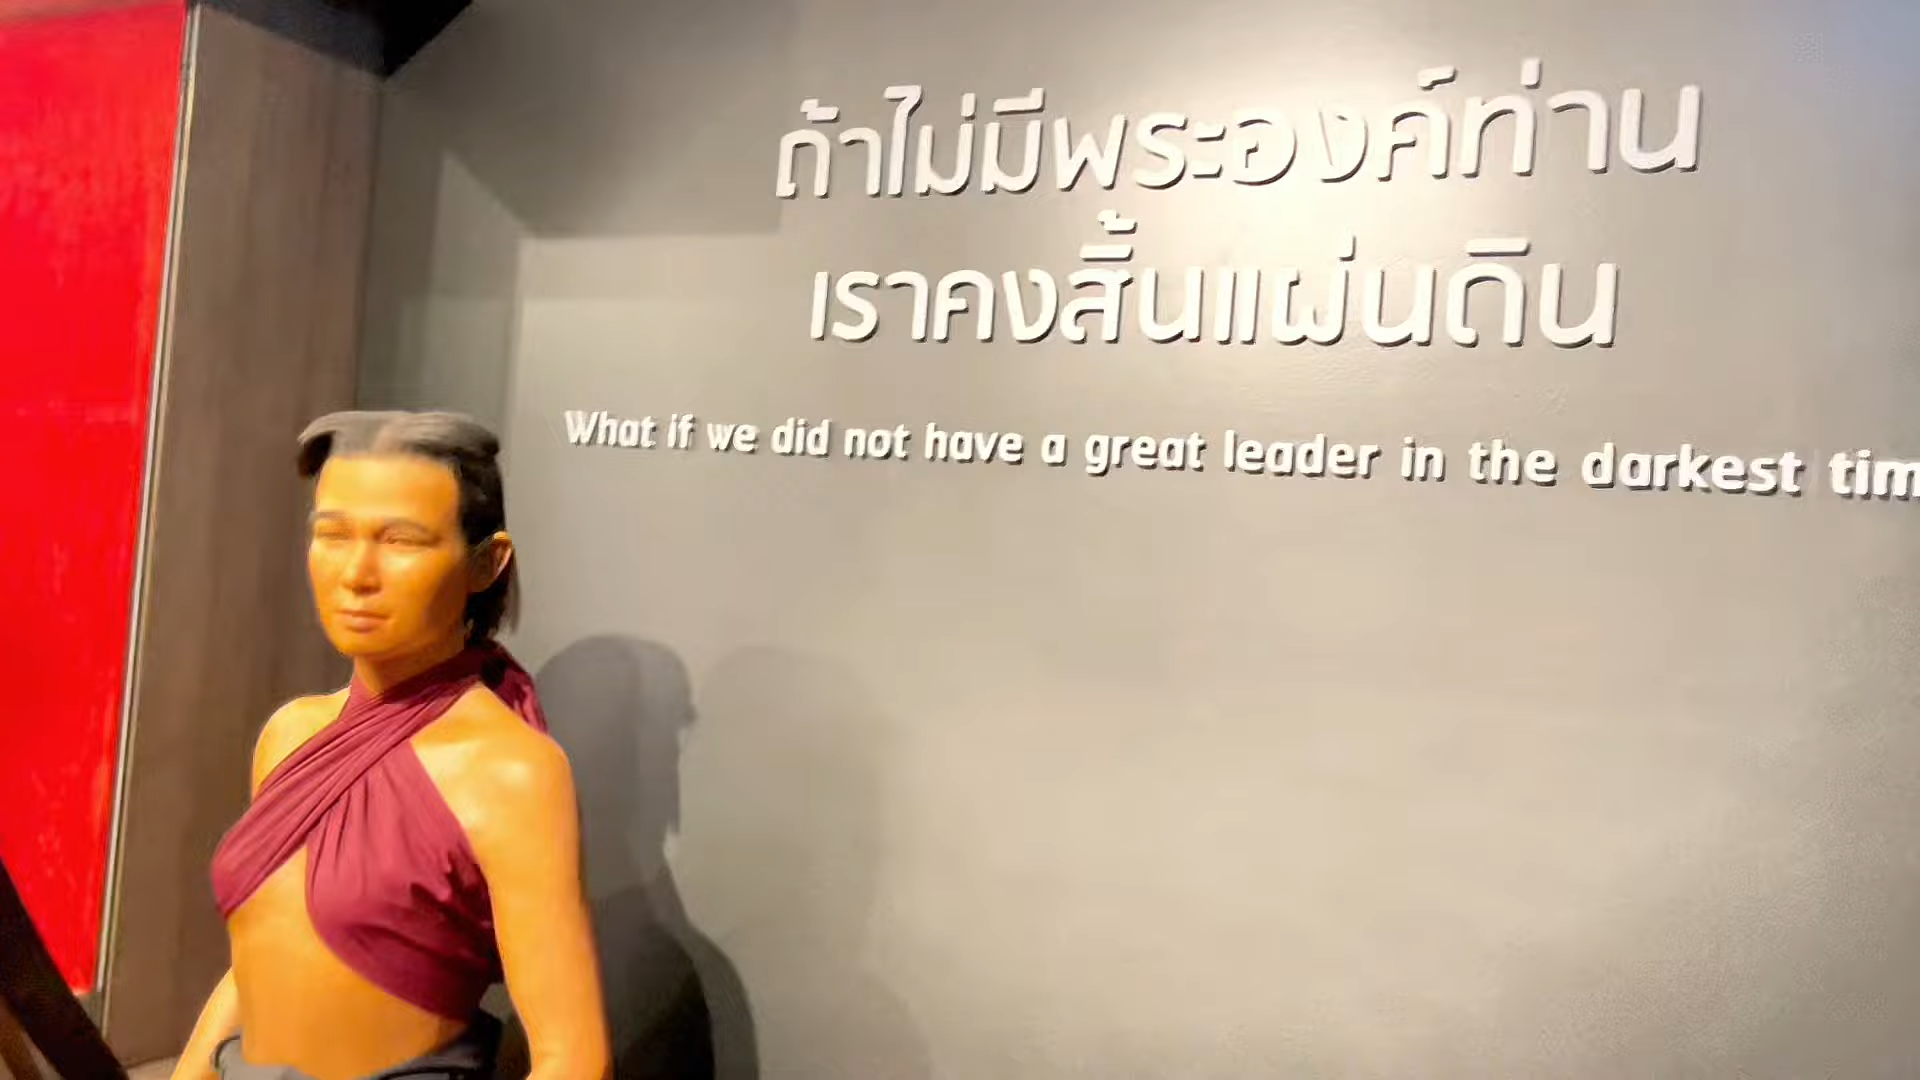 ถ้าไม่มีพระองค์ท่าน
เราคงสิ้นแผ่นดิน
What if we did not have a great leader in the darkest tim